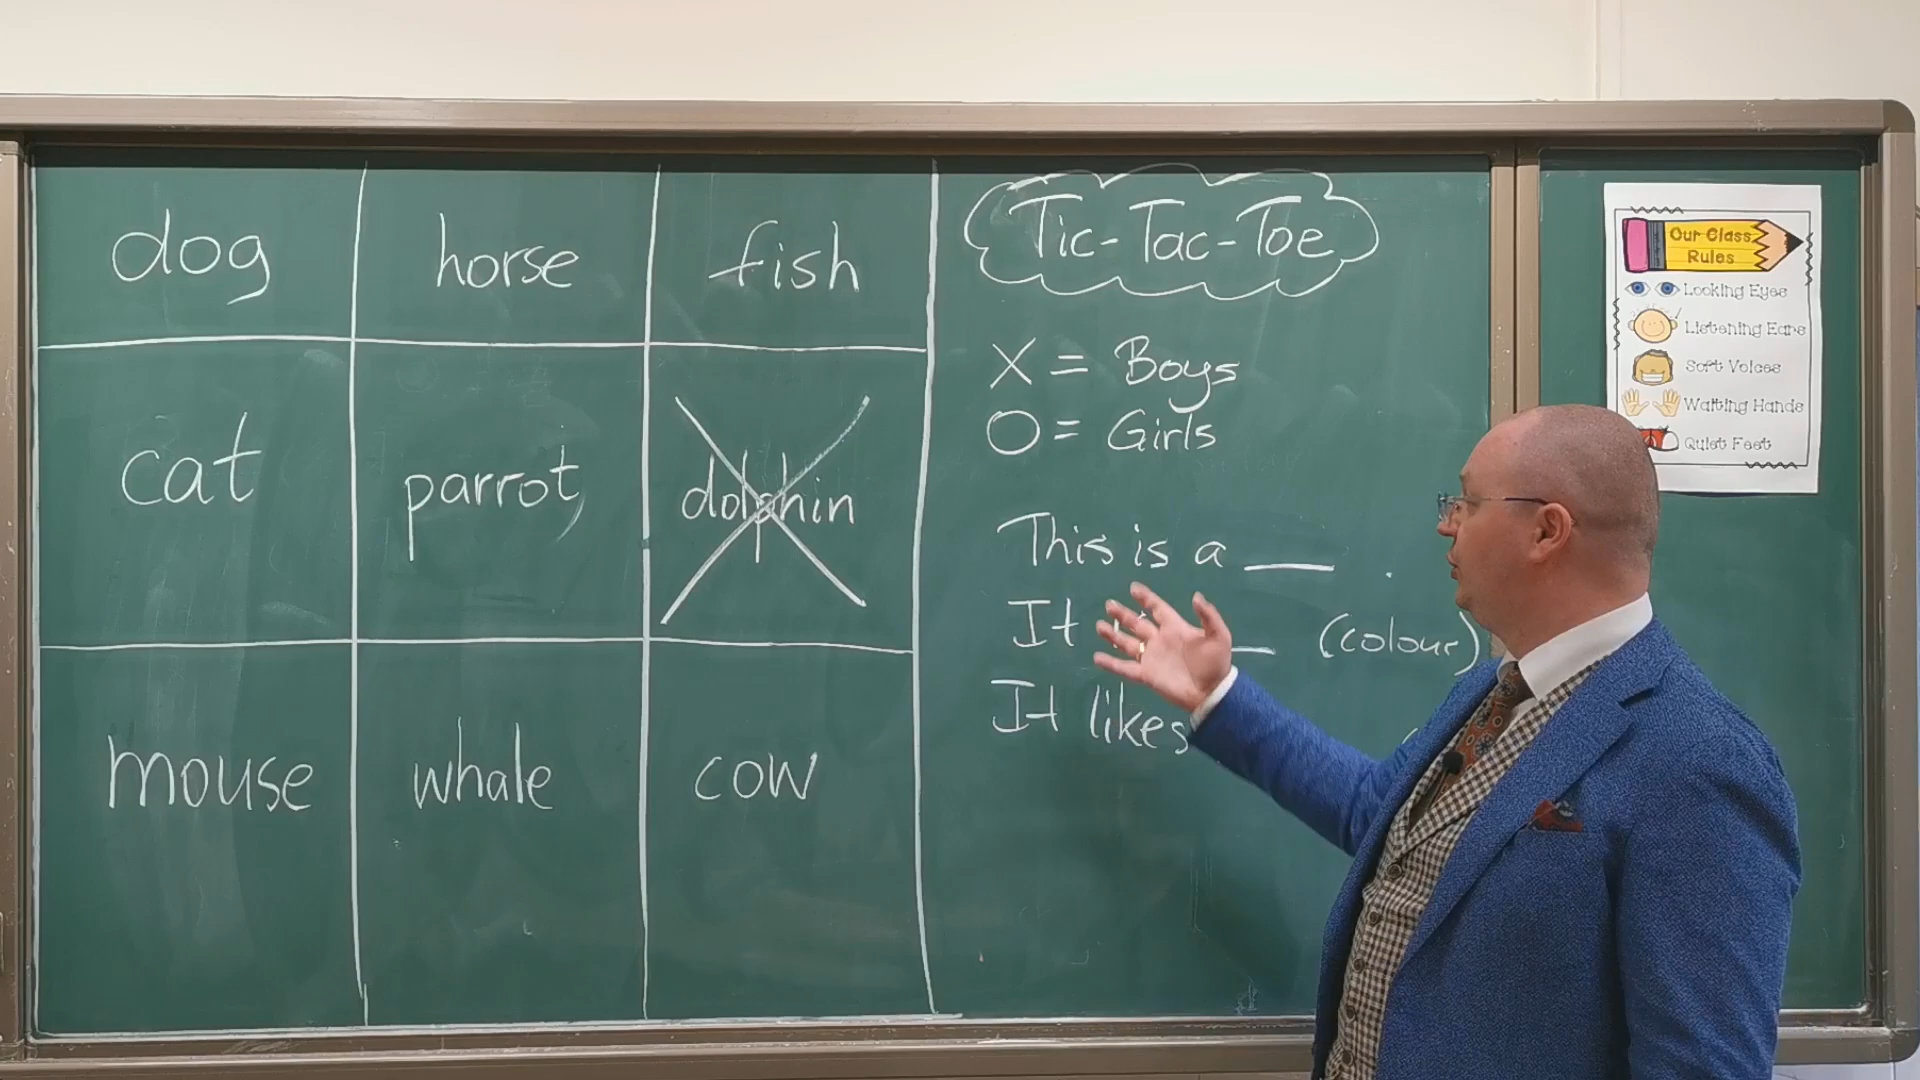 dog horse fish
cat parrot dolphin
mouse whale cow
Tic-Tac-Toe
X = Boys
O = Girls
This is a ___ .
It __ (colour)
It likes
Our Class
Rules
Looking Eyes
Listening Ears
Soft Voices
Waiting Hands
Quiet Feet